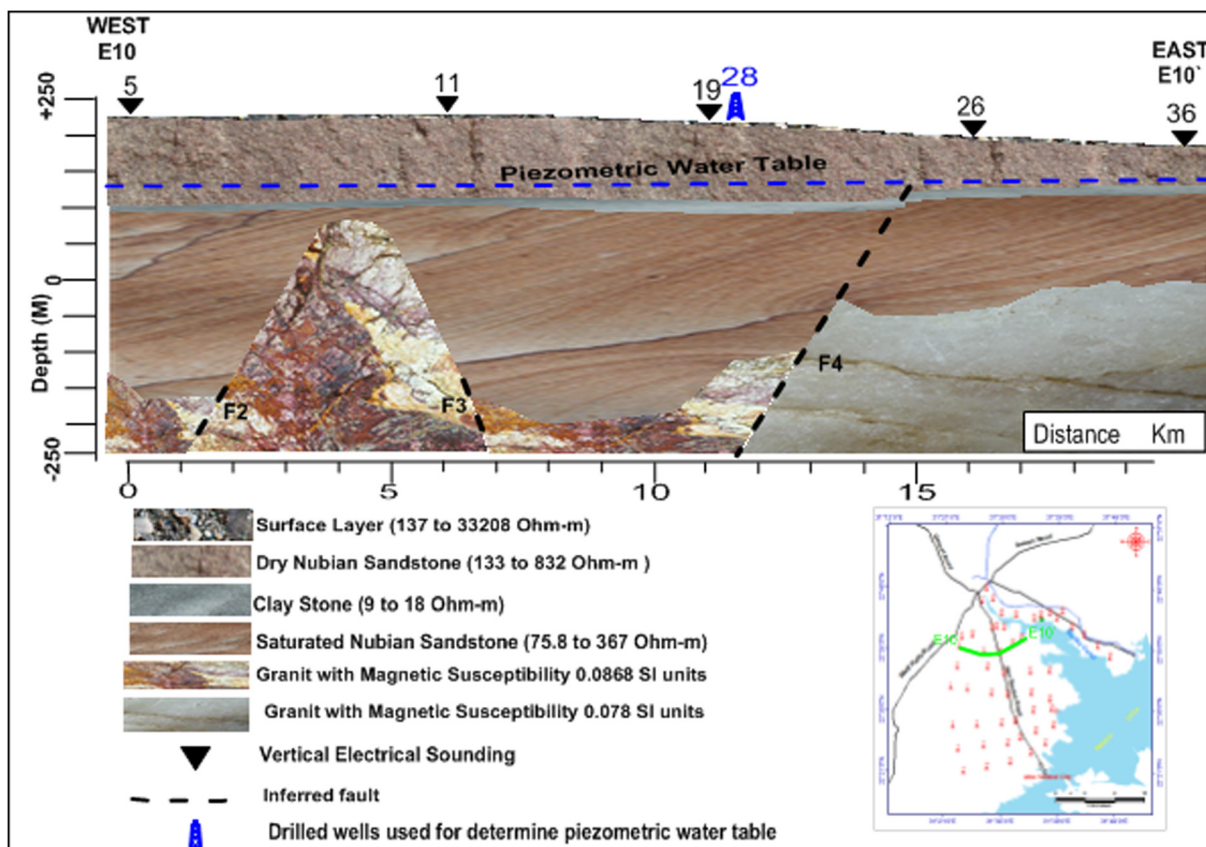 WEST
E10
EAST
E10`
5
11
19
28
26
36
+250
0
-250
Depth (M)
Piezometric Water Table
F2
F3
F4
Distance Km
0
5
10
15
Surface Layer (137 to 33208 Ohm-m)
Dry Nubian Sandstone (133 to 832 Ohm-m )
Clay Stone (9 to 18 Ohm-m)
Saturated Nubian Sandstone (75.8 to 367 Ohm-m)
Granit with Magnetic Susceptibility 0.0868 SI units
Granit with Magnetic Susceptibility 0.078 SI units
Vertical Electrical Sounding
Inferred fault
Drilled wells used for determine piezometric water table
E10
E10